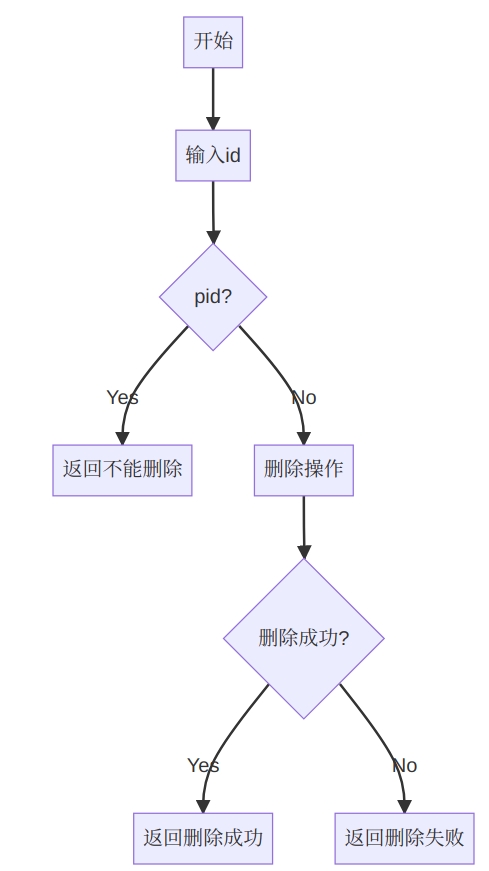 开始
输入id
pid?
Yes
No
返回不能删除
删除操作
删除成功?
Yes
No
返回删除成功
返回删除失败